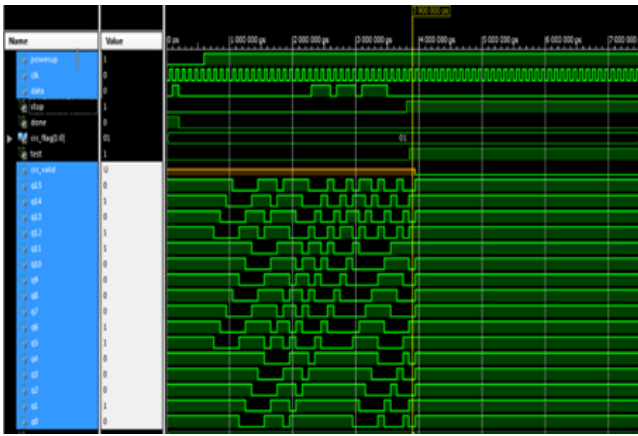 3 900 000 ps
Name Value 0 ps 1 000 000 ps 2 000 000 ps 3 000 000 ps 4 000 000 ps 5 000 000 ps 6 000 000 ps 7 000 000
powerup 1
clk 0
data 0
stop 1
done 0
crc_flag[1:0] 01 01
test 1
crc_valid U
q15 0
q14 1
q13 0
q12 1
q11 1
q10 0
q9 0
q8 0
q7 0
q6 1
q5 1
q4 0
q3 0
q2 0
q1 1
q0 0